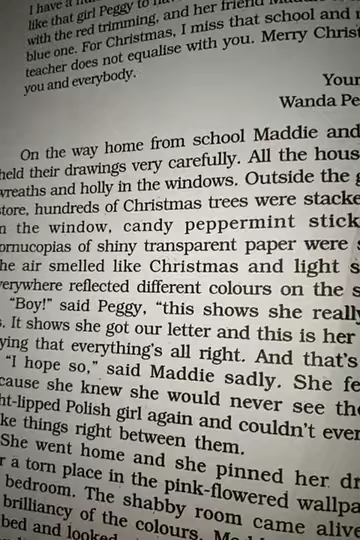 I have a
like that girl Peggy to
with the red trimming, and her friend
blue one. For Christmas, I miss that school and
teacher does not equalise with you. Merry Christ
you and everybody.
Your
Wanda Pe
On the way home from school Maddie and
held their drawings very carefully. All the hous
wreaths and holly in the windows. Outside the g
store, hundreds of Christmas trees were stacke
n the window, candy peppermint stick
ornucopias of shiny transparent paper were s
he air smelled like Christmas and light s
verywhere reflected different colours on the s
"Boy!" said Peggy, "this shows she reall
s. It shows she got our letter and this is her
ying that everything's all right. And that's
"I hope so," said Maddie sadly. She fe
cause she knew she would never see the
ht-lipped Polish girl again and couldn't ever
ke things right between them.
She went home and she pinned her dr
r a torn place in the pink-flowered wallpa
bedroom. The shabby room came alive
brilliancy of the colours.
bed and looked